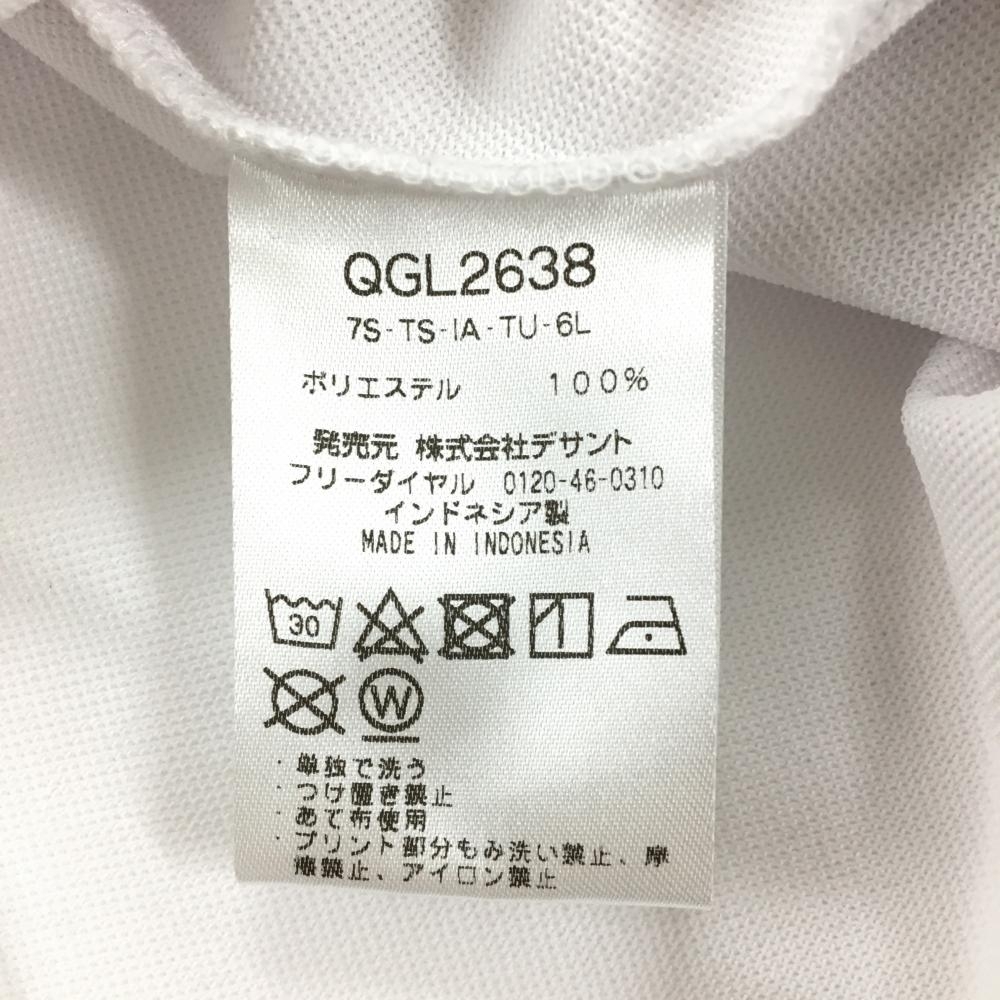 QGL2638
7S-TS-IA-TU-6L
ポリエステル 100%
発売元 株式会社デサント
フリーダイヤル 0120-46-0310
インドネシア製
MADE IN INDONESIA
30
W
・単独で洗う
・つけ置き禁止
・あて布使用
・プリント部分もみ洗い禁止、摩
擦禁止、アイロン禁止